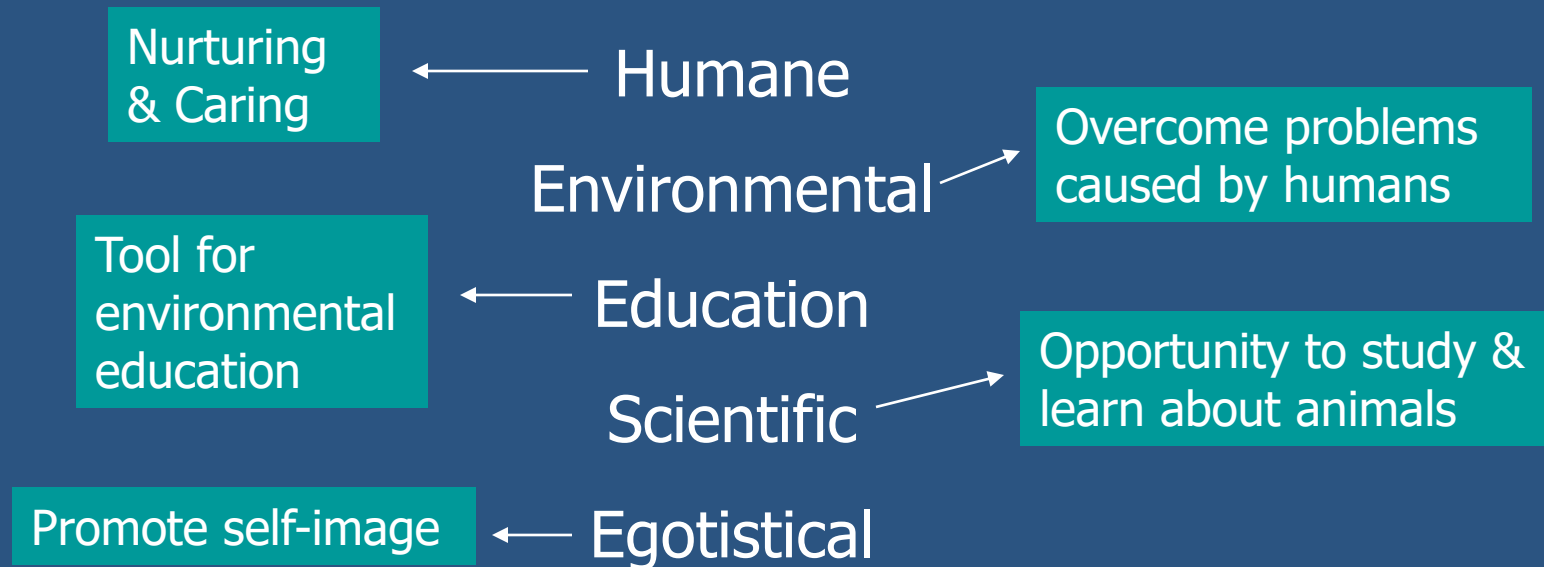 Nurturing
& Caring
Humane
Environmental
Overcome problems
caused by humans
Tool for
environmental
education
Education
Scientific
Opportunity to study &
learn about animals
Promote self-image
Egotistical